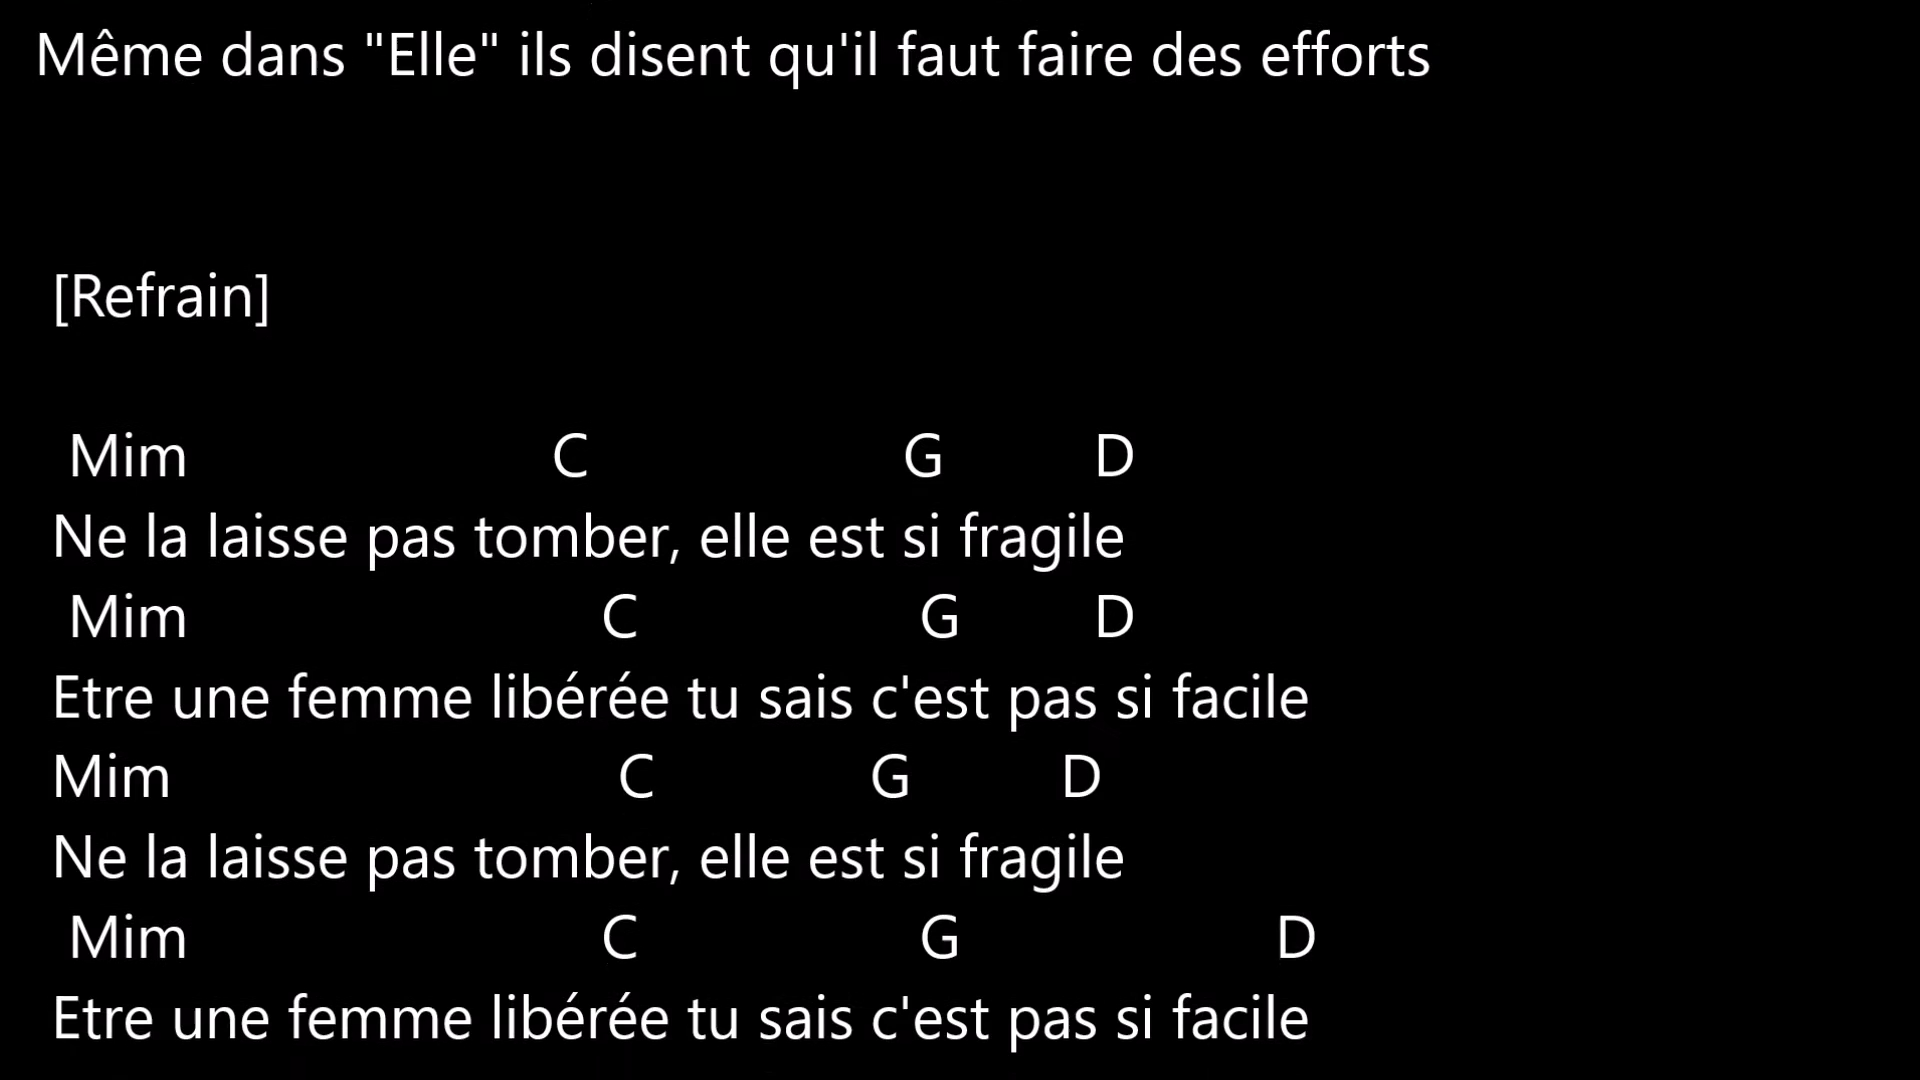 Même dans "Elle" ils disent qu'il faut faire des efforts
[Refrain]
Mim C G D
Ne la laisse pas tomber, elle est si fragile
Mim C G D
Etre une femme libérée tu sais c'est pas si facile
Mim C G D
Ne la laisse pas tomber, elle est si fragile
Mim C G D
Etre une femme libérée tu sais c'est pas si facile